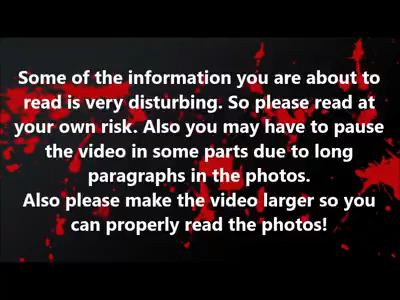 Some of the information you are about to
read is very disturbing. So please read at
your own risk. Also you may have to pause
the video in some parts due to long
paragraphs in the photos.
Also please make the video larger so you
can properly read the photos!